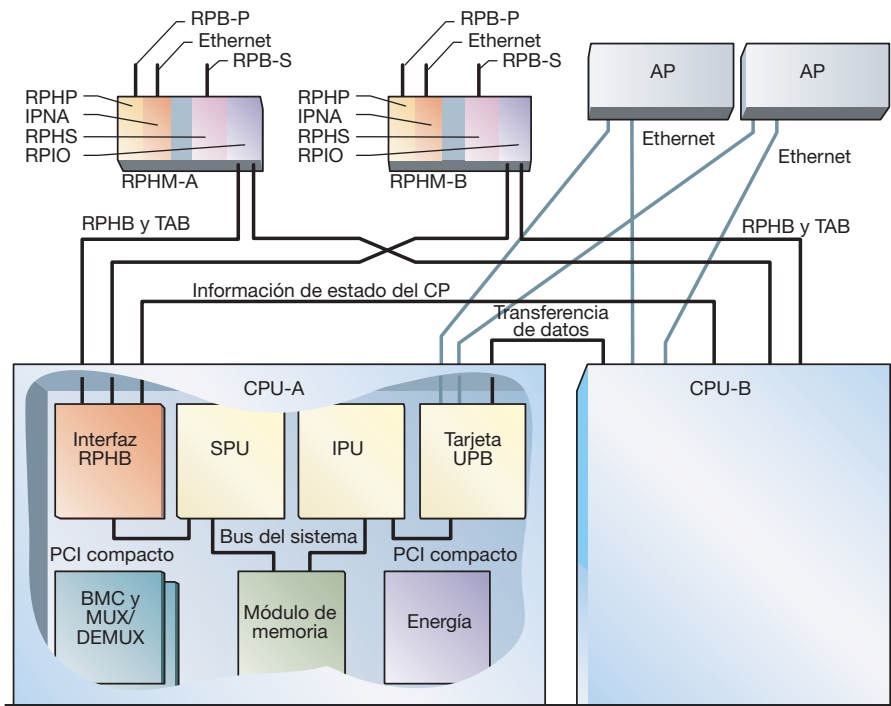 RPB-P
Ethernet
RPB-S
RPHP
IPNA
RPHS
RPIO
RPHM-A
RPB-P
Ethernet
RPB-S
RPHP
IPNA
RPHS
RPIO
RPHM-B
AP
AP
Ethernet
Ethernet
RPHB y TAB
RPHB y TAB
Información de estado del CP
Transferencia
de datos
CPU-A
CPU-B
Interfaz
RPHB
SPU
IPU
Tarjeta
UPB
Bus del sistema
PCI compacto
PCI compacto
BMC y
MUX/
DEMUX
Módulo de
memoria
Energía